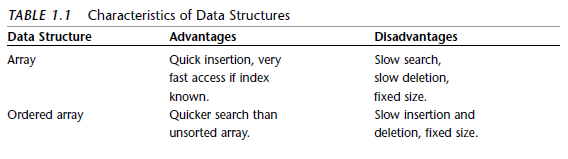 TABLE 1.1 Characteristics of Data Structures
Data Structure Advantages Disadvantages
Array Quick insertion, very Slow search,
fast access if index slow deletion,
known. fixed size.
Ordered array Quicker search than Slow insertion and
unsorted array. deletion, fixed size.